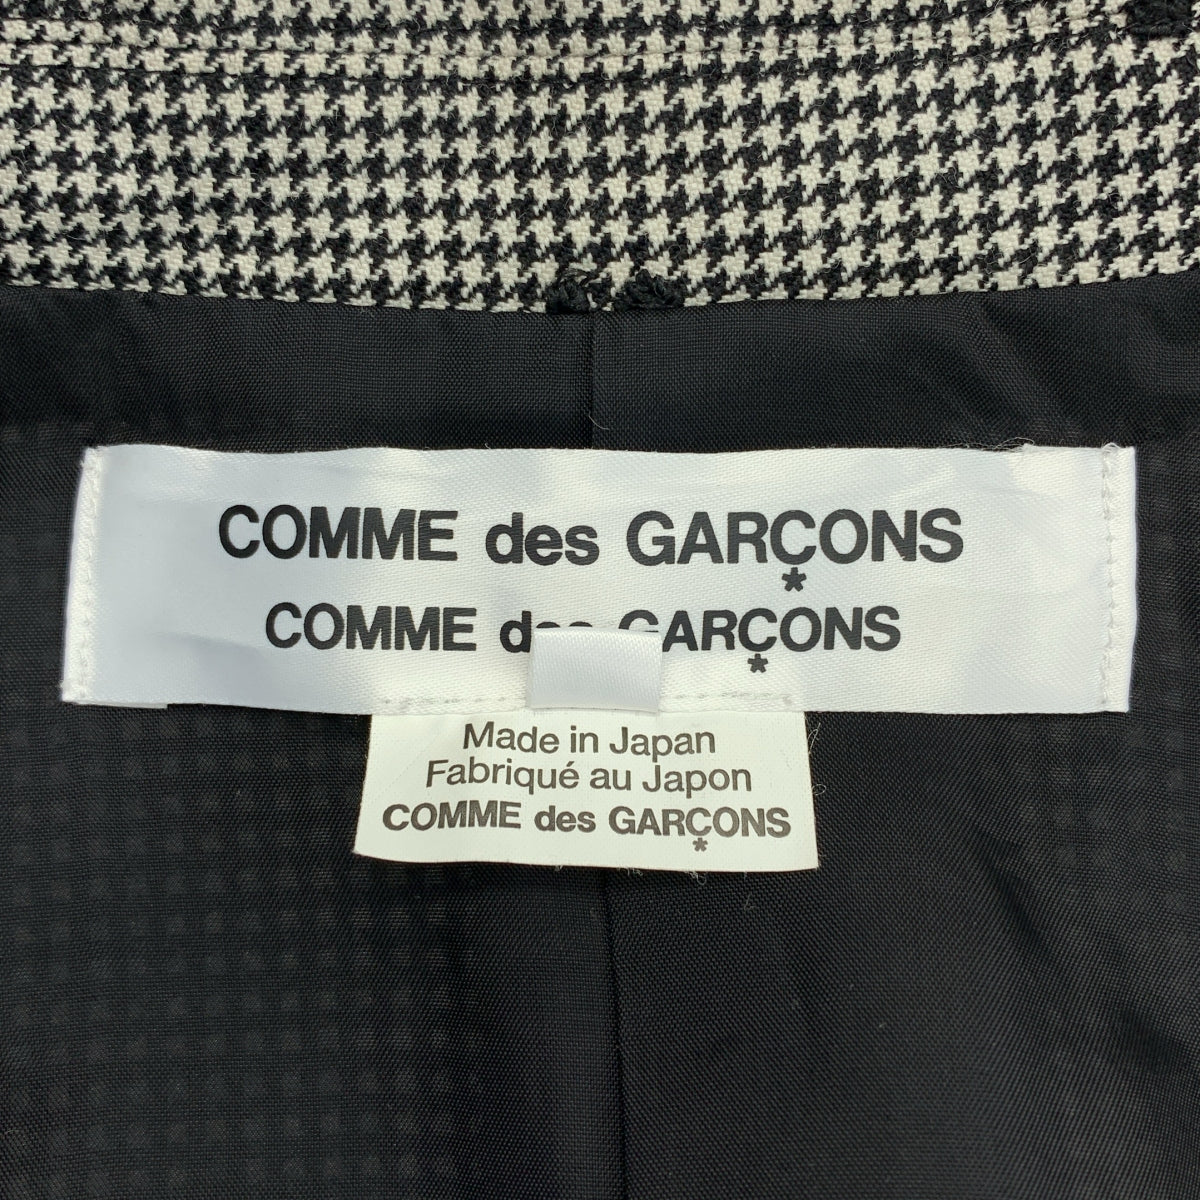 COMME des GARÇONS
COMME des GARÇONS
Made in Japan
Fabriqué au Japon
COMME des GARÇONS